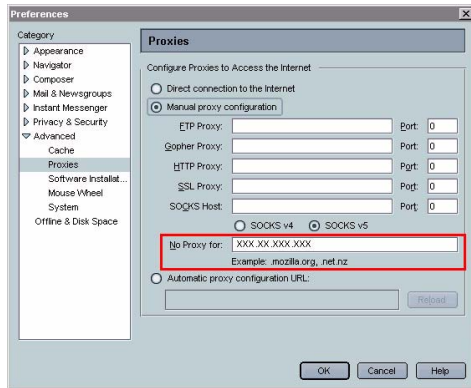 Preferences
Category
Appearance
Navigator
Composer
Mail & Newsgroups
Instant Messenger
Privacy & Security
Advanced
Cache
Proxies
Software Installat...
Mouse Wheel
System
Offline & Disk Space
Proxies
Configure Proxies to Access the Internet
Direct connection to the Internet
Manual proxy configuration
FTP Proxy: Port: 0
Gopher Proxy: Port: 0
HTTP Proxy: Port: 0
SSL Proxy: Port: 0
SOCKS Host: Port: 0
SOCKS v4 SOCKS v5
No Proxy for: XXX.XX.XXX.XXX
Example: .mozilla.org, .net.nz
Automatic proxy configuration URL:
Reload
OK Cancel Help